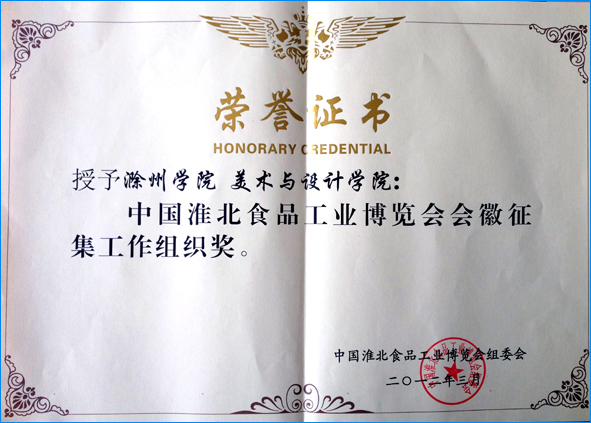 荣誉证书
HONORARY CREDENTIAL
授予滁州学院 美术与设计学院：
中国淮北食品工业博览会会徽征
集工作组织奖。
中国淮北食品工业博览会组委会
二〇一二年三月